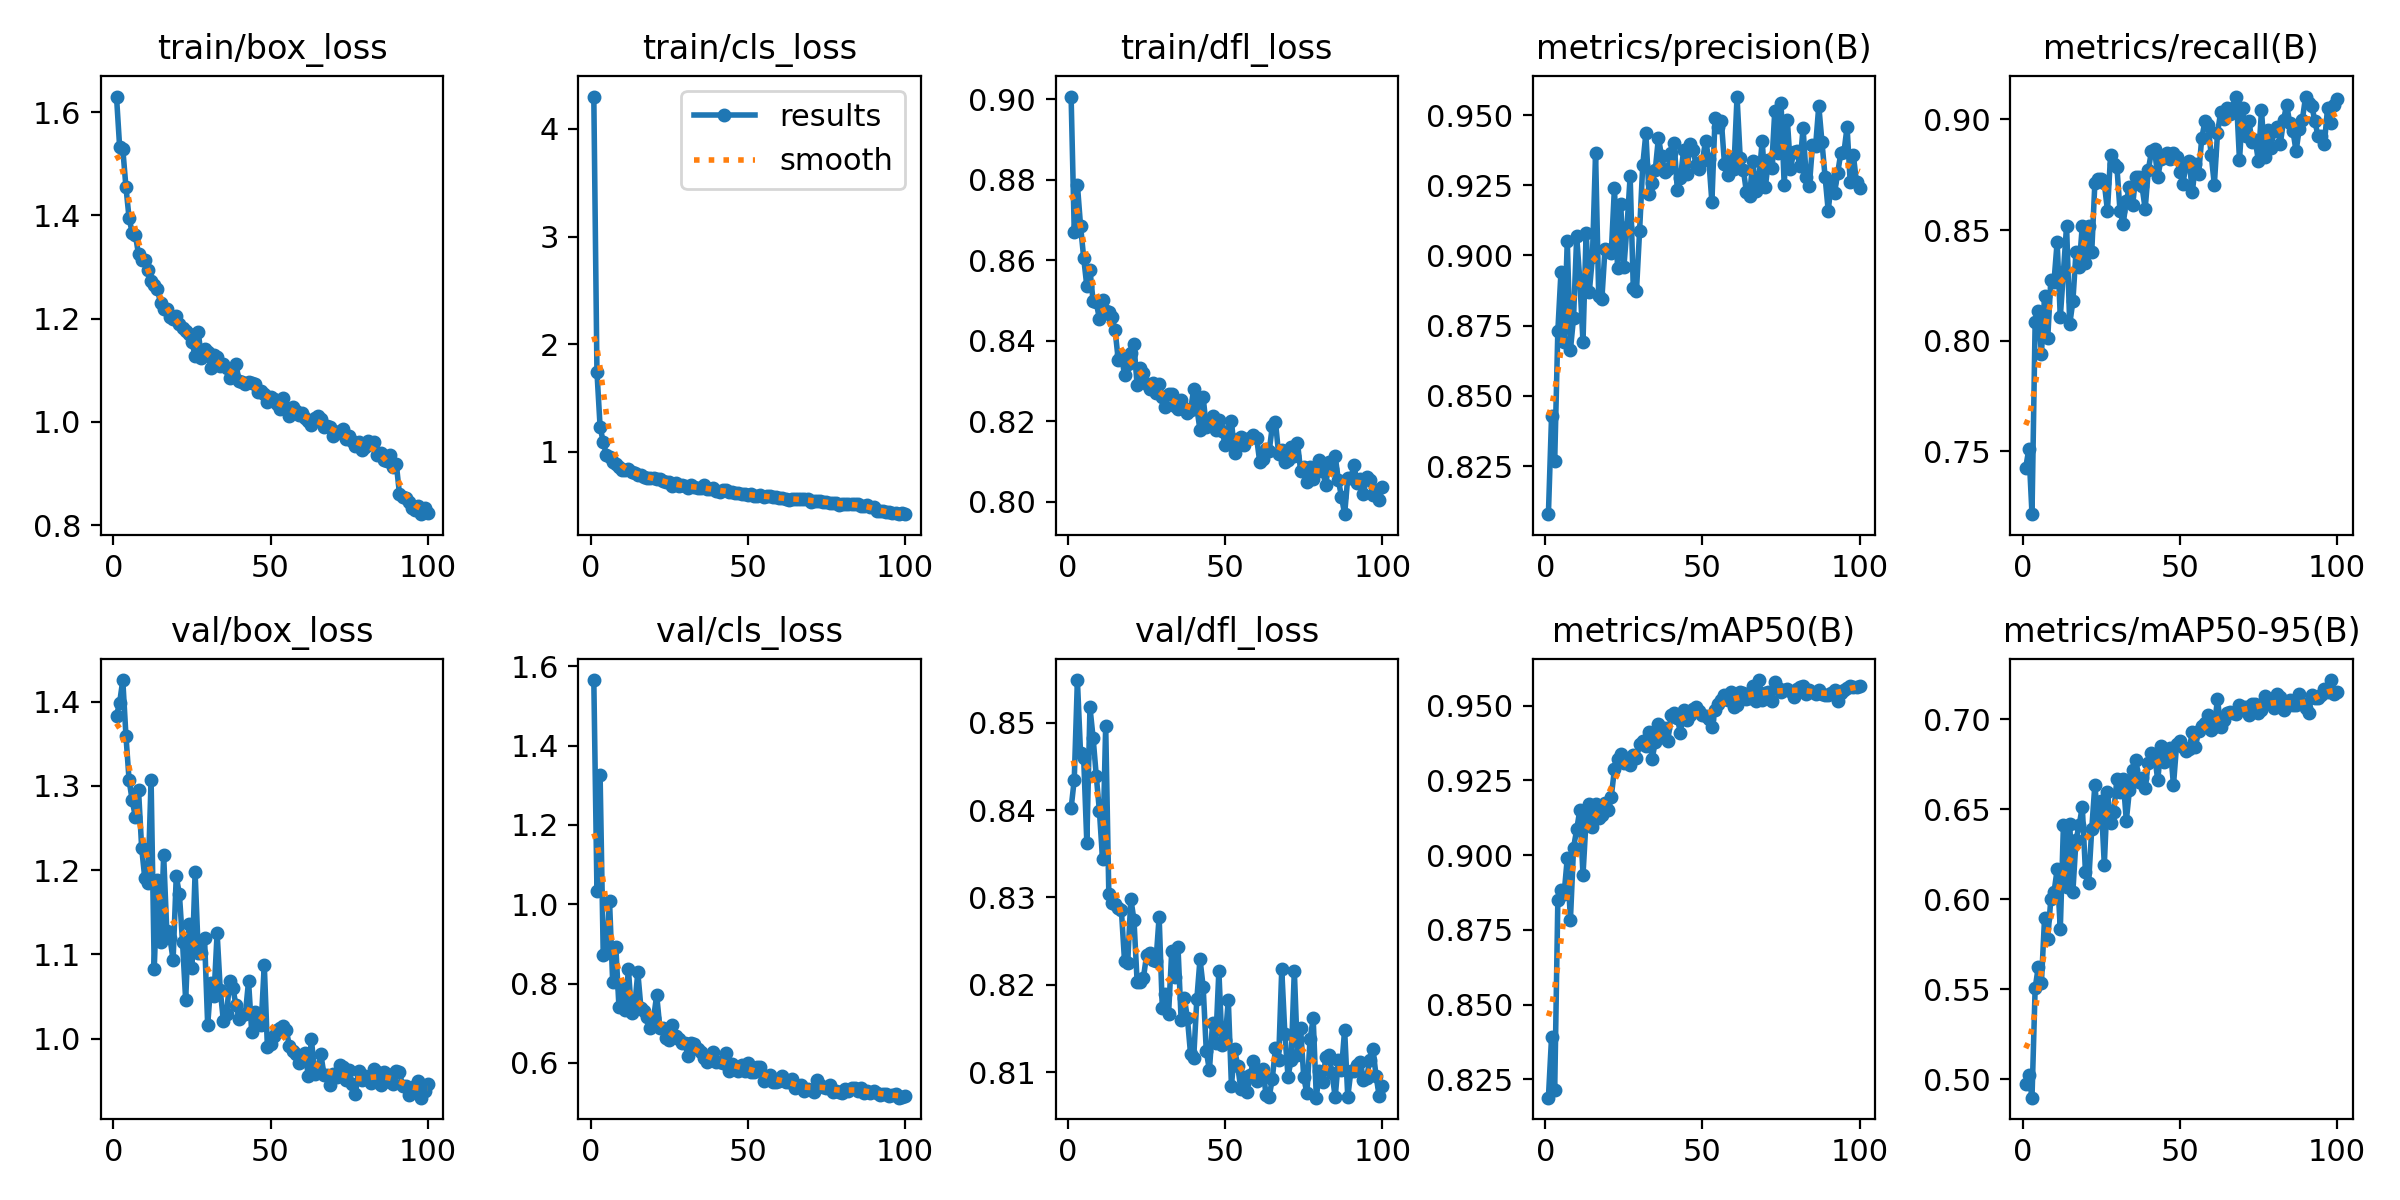 train/box_loss
1.6
1.4
1.2
1.0
0.8
0 50 100
train/cls_loss
results
smooth
4
3
2
1
0 50 100
train/dfl_loss
0.90
0.88
0.86
0.84
0.82
0.80
0 50 100
metrics/precision(B)
0.950
0.925
0.900
0.875
0.850
0.825
0 50 100
metrics/recall(B)
0.90
0.85
0.80
0.75
0 50 100
val/box_loss
1.4
1.3
1.2
1.1
1.0
0 50 100
val/cls_loss
1.6
1.4
1.2
1.0
0.8
0.6
0 50 100
val/dfl_loss
0.85
0.84
0.83
0.82
0.81
0 50 100
metrics/mAP50(B)
0.950
0.925
0.900
0.875
0.850
0.825
0 50 100
metrics/mAP50-95(B)
0.70
0.65
0.60
0.55
0.50
0 50 100